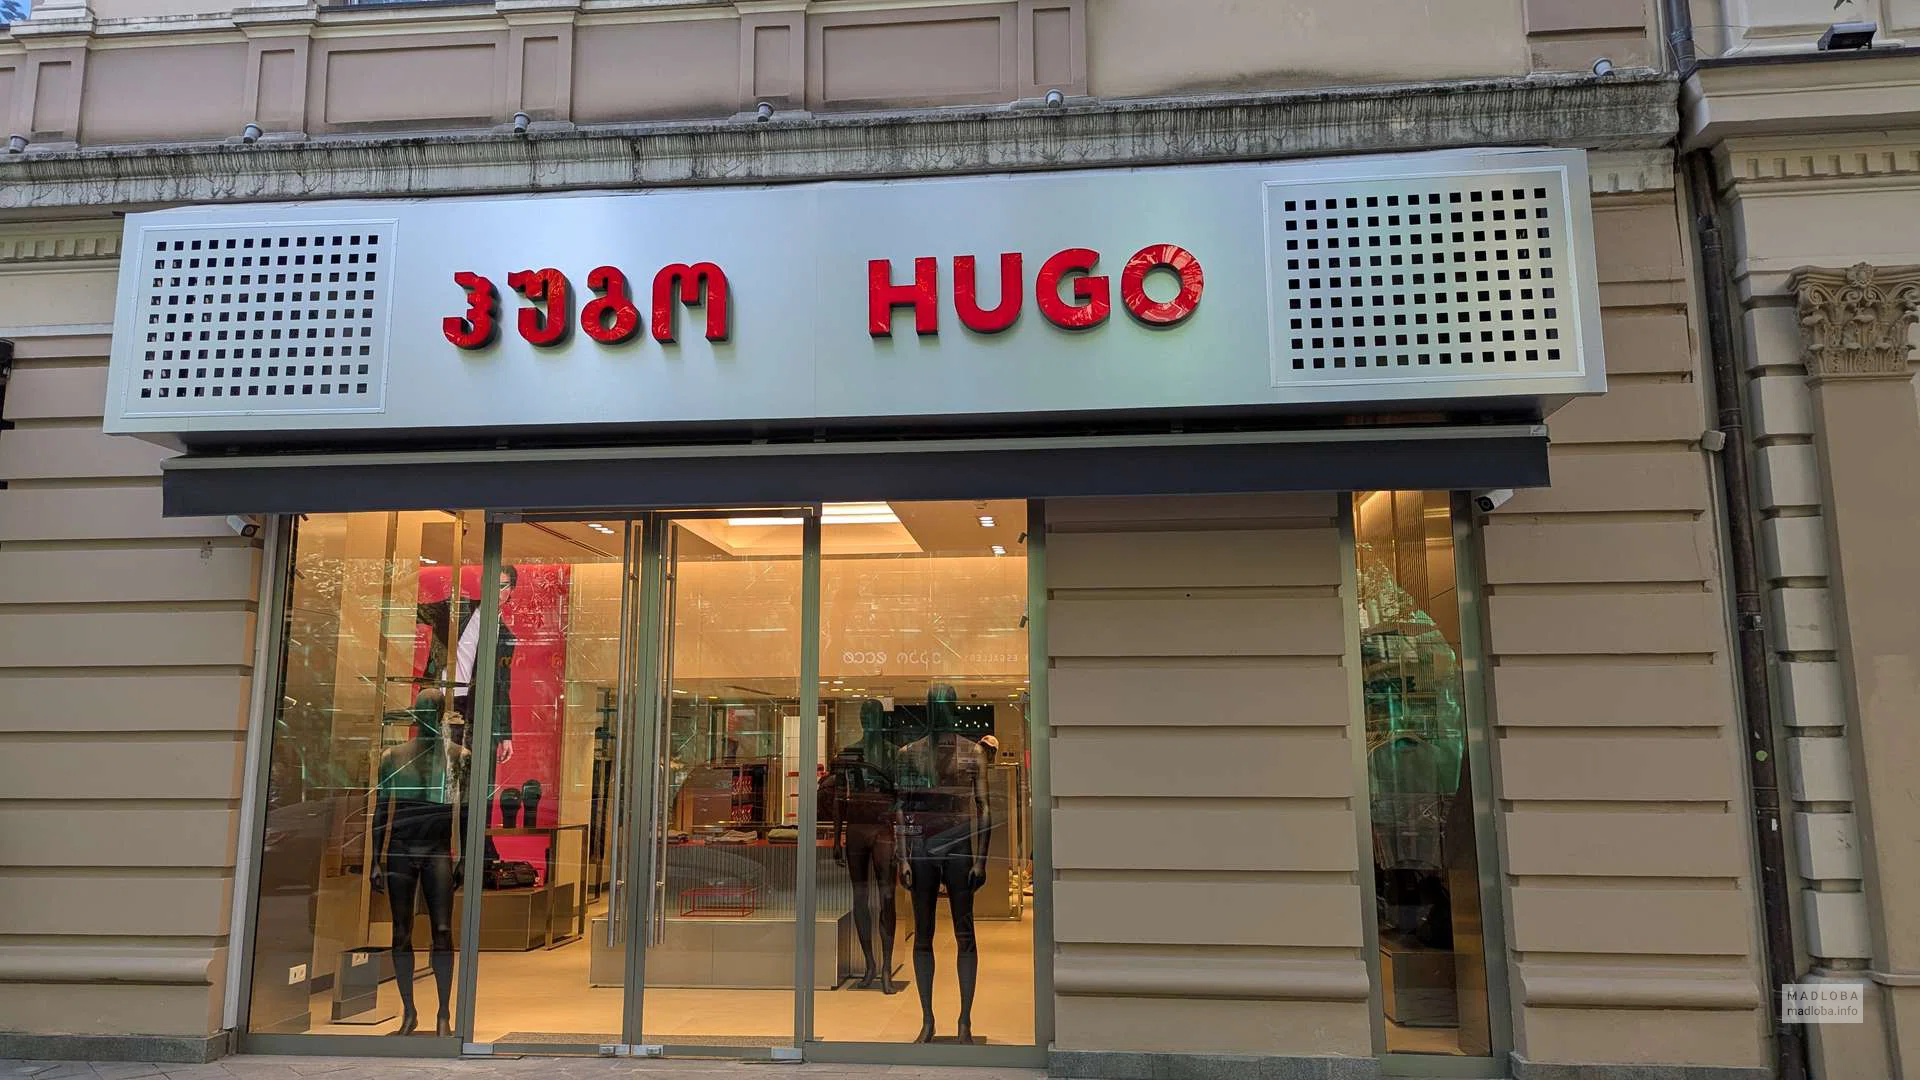 ჰუგო HUGO
MADLOBA
madloba.info